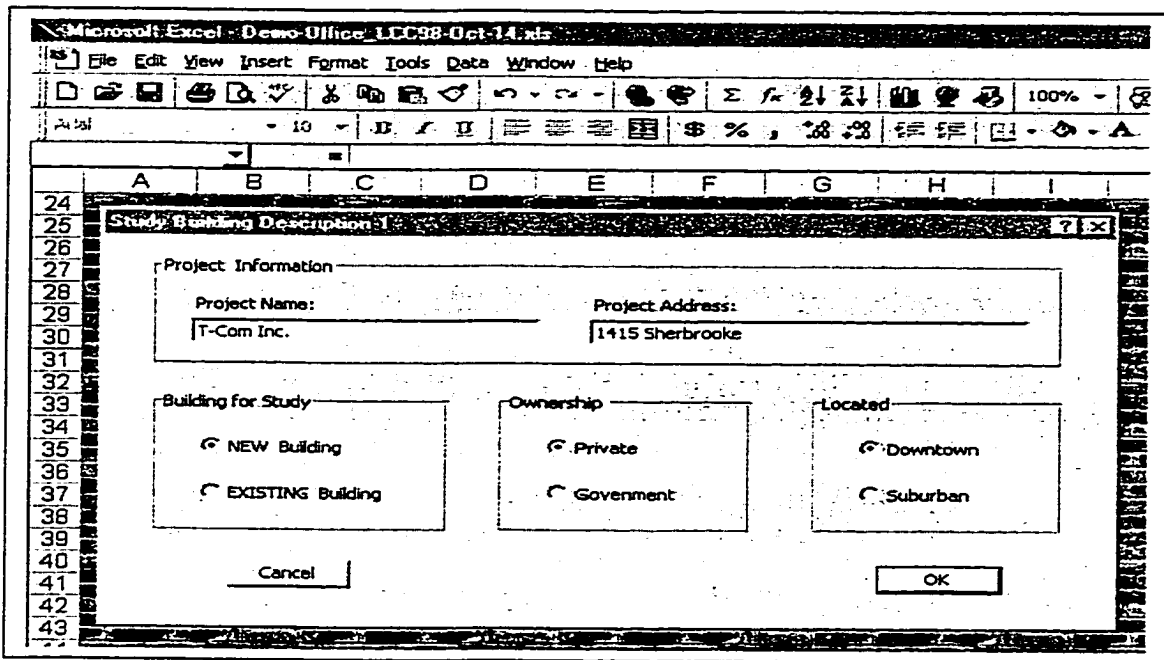 Microsoft Excel - Demo-Office_LCC98-Oct-14.xls
File Edit View Insert Format Tools Data Window Help
Σ fx 100%
10 B I U $ % , A
=
A B C D E F G H I
24
25 Study Building Description-1 ? ×
26
27 Project Information
28
29 Project Name: Project Address:
30 T-Com Inc. 1415 Sherbrooke
31
32
33 Building for Study Ownership Located
34
35 NEW Building Private Downtown
36
37 EXISTING Building Govenment Suburban
38
39
40
41 Cancel OK
42
43